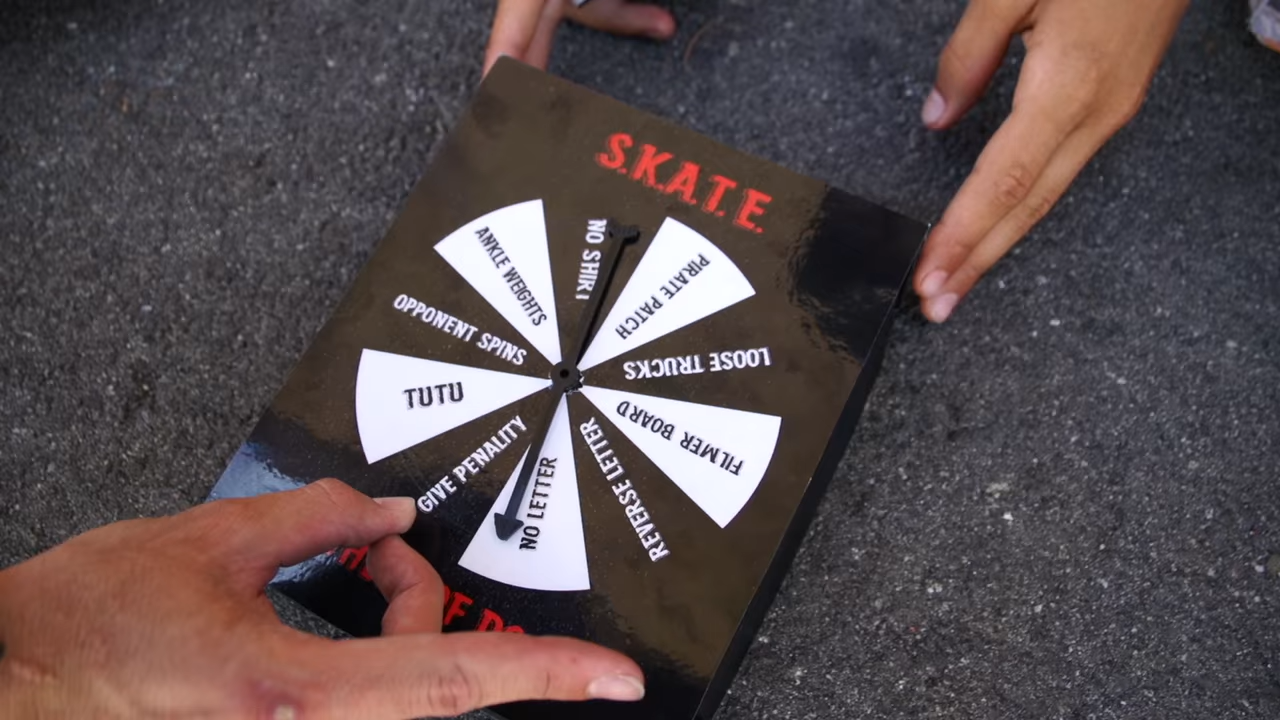 S.K.A.T.E.
NO SHIRT
PIRATE PATCH
LOOSE TRUCKS
FILMER BOARD
REVERSE LETTER
NO LETTER
GIVE PENALITY
TUTU
OPPONENT SPINS
ANKLE WEIGHTS
OF